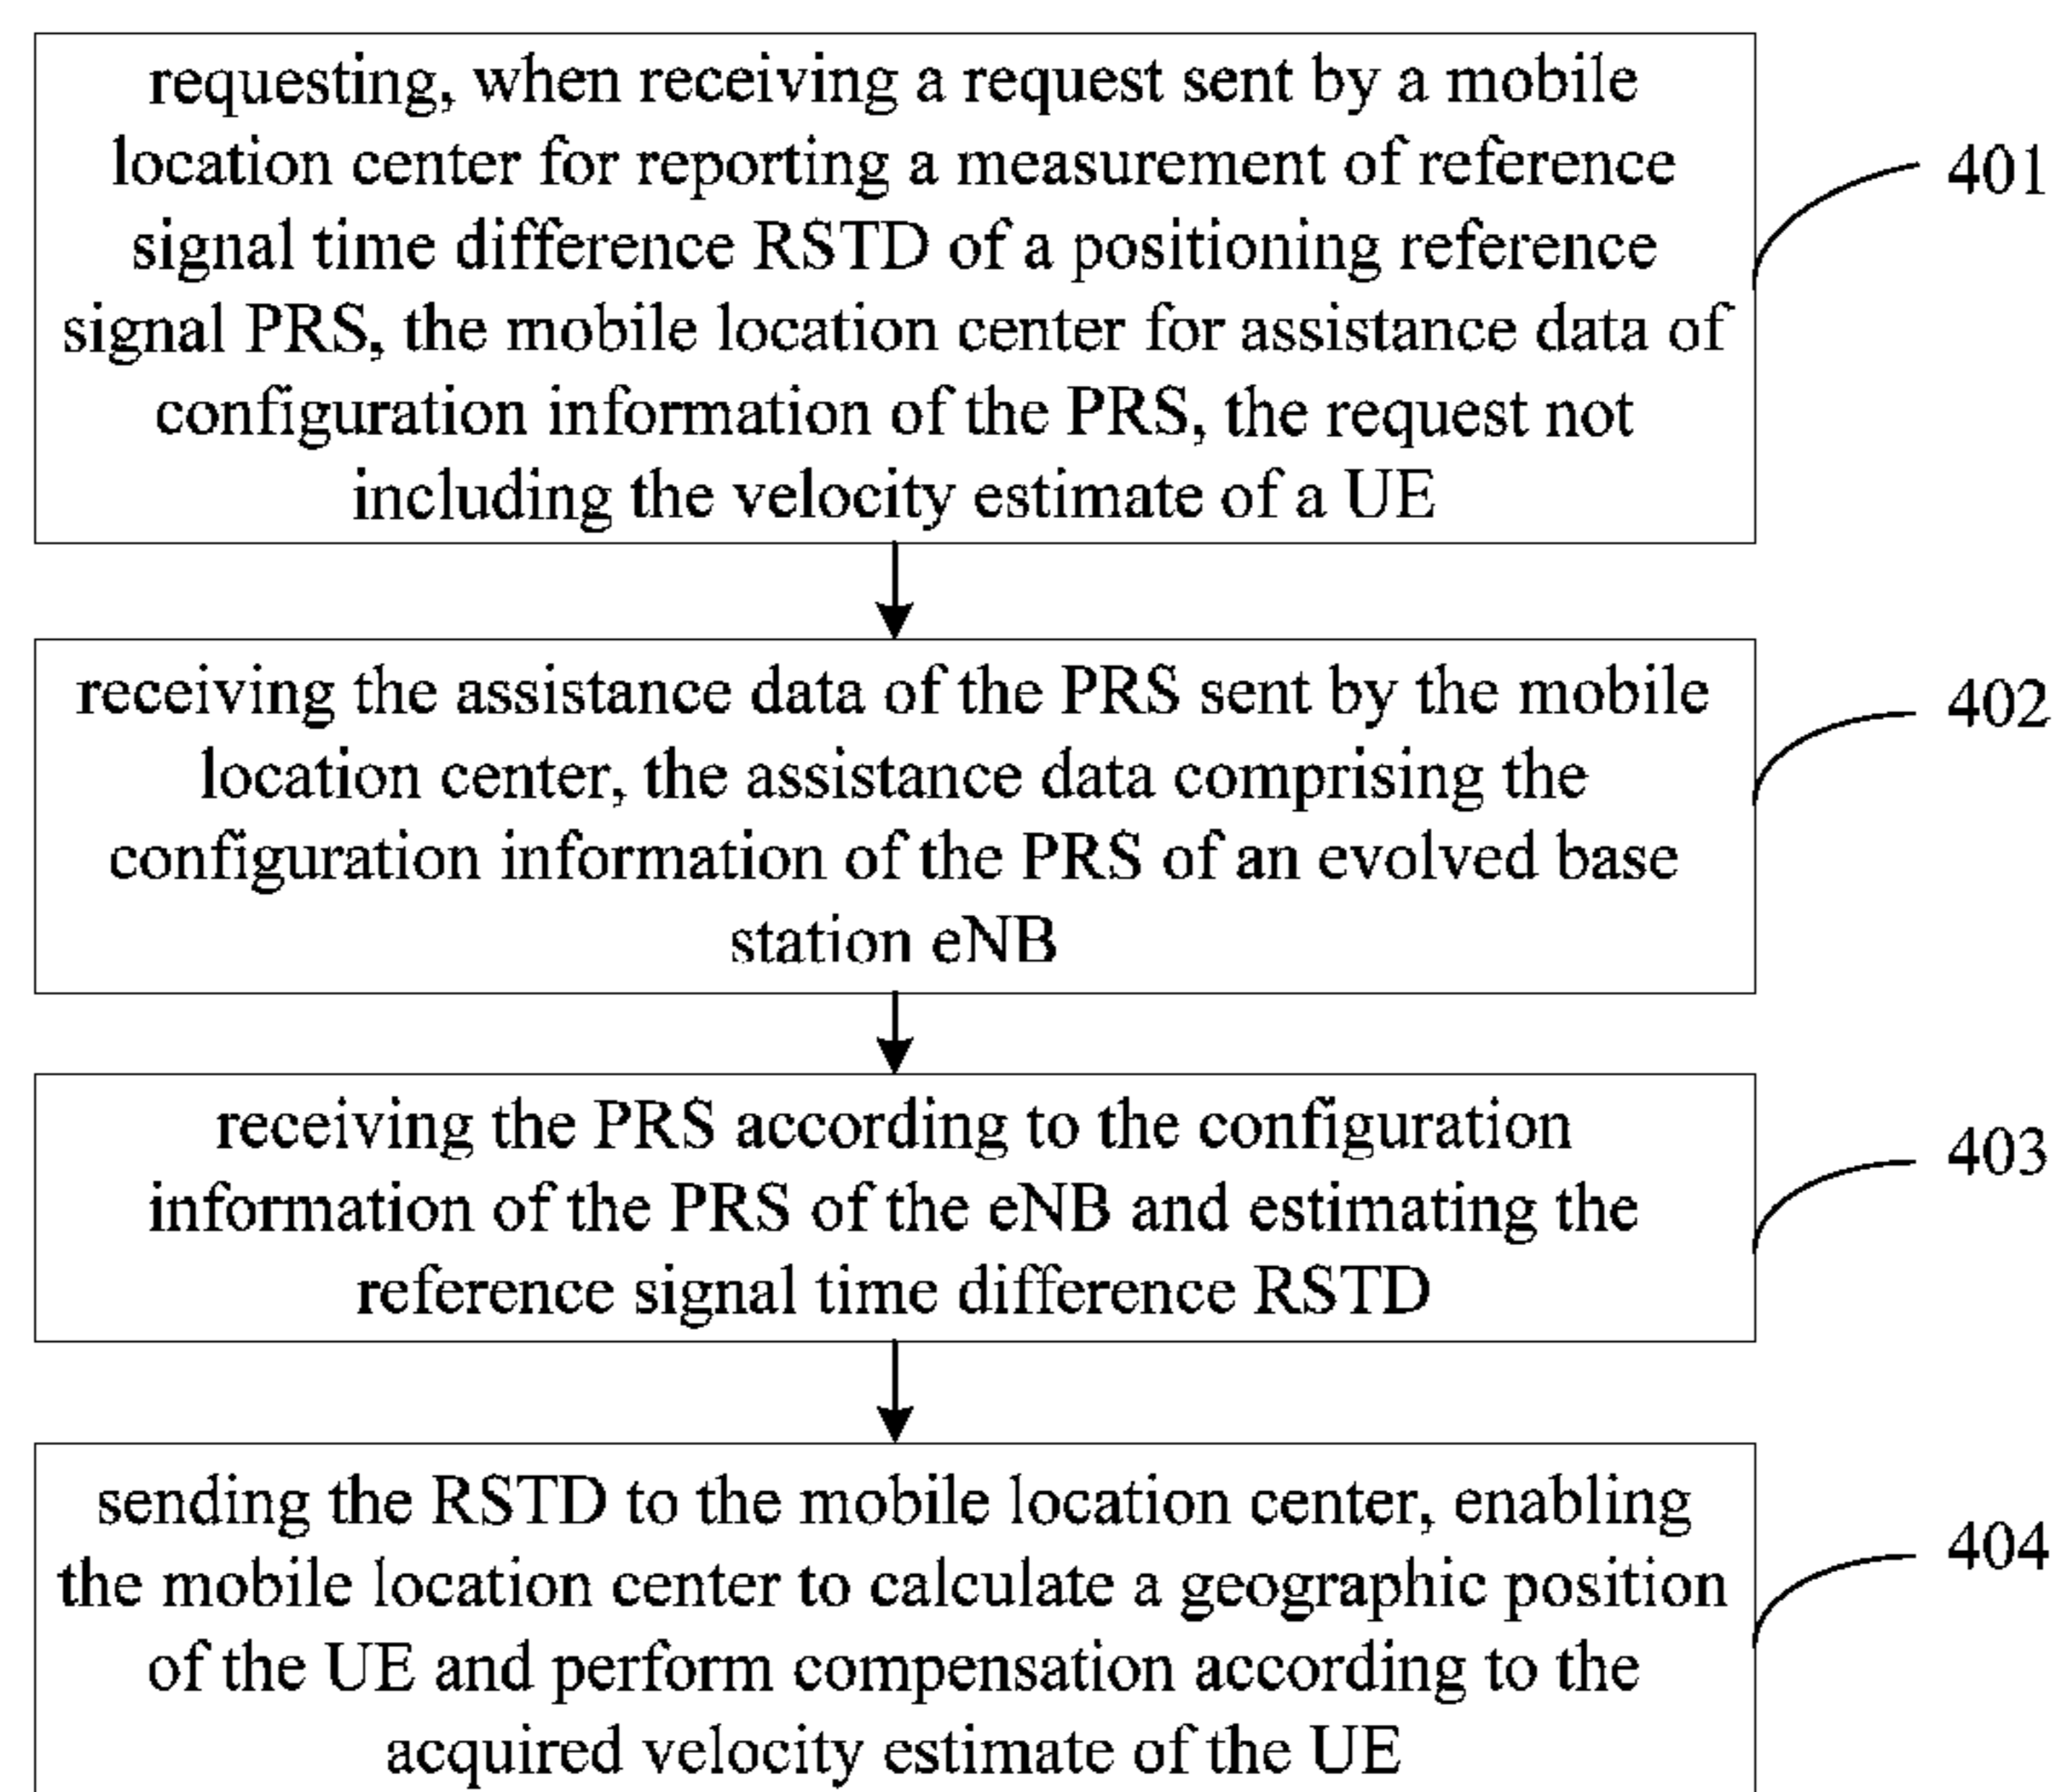 requesting, when receiving a request sent by a mobile
location center for reporting a measurement of reference
signal time difference RSTD of a positioning reference
signal PRS, the mobile location center for assistance data of
configuration information of the PRS, the request not
including the velocity estimate of a UE
401
receiving the assistance data of the PRS sent by the mobile
location center, the assistance data comprising the
configuration information of the PRS of an evolved base
station eNB
402
receiving the PRS according to the configuration
information of the PRS of the eNB and estimating the
reference signal time difference RSTD
403
sending the RSTD to the mobile location center, enabling
the mobile location center to calculate a geographic position
of the UE and perform compensation according to the
acquired velocity estimate of the UE
404